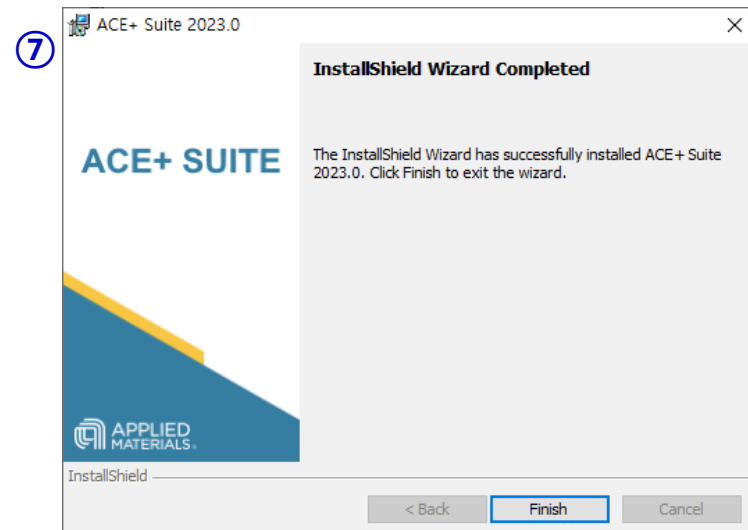 ⑦
ACE+ Suite 2023.0
InstallShield Wizard Completed
ACE+ SUITE
The InstallShield Wizard has successfully installed ACE+ Suite
2023.0. Click Finish to exit the wizard.
APPLIED
MATERIALS®
InstallShield
< Back
Finish
Cancel